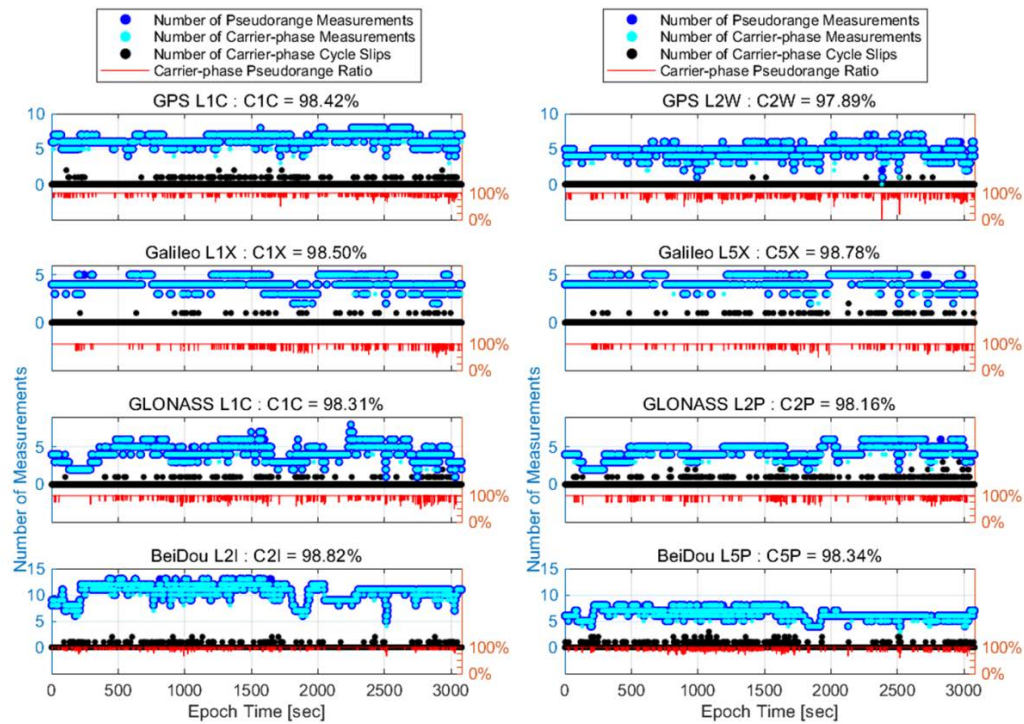 Number of Pseudorange Measurements
Number of Carrier-phase Measurements
Number of Carrier-phase Cycle Slips
Carrier-phase Pseudorange Ratio
Number of Pseudorange Measurements
Number of Carrier-phase Measurements
Number of Carrier-phase Cycle Slips
Carrier-phase Pseudorange Ratio
GPS L1C : C1C = 98.42%
10
5
0
100%
0%
GPS L2W : C2W = 97.89%
10
5
0
100%
0%
Galileo L1X : C1X = 98.50%
5
0
100%
0%
Galileo L5X : C5X = 98.78%
5
0
100%
0%
GLONASS L1C : C1C = 98.31%
5
0
100%
0%
GLONASS L2P : C2P = 98.16%
5
0
100%
0%
BeiDou L2I : C2I = 98.82%
15
10
5
0
100%
0%
0 500 1000 1500 2000 2500 3000
Epoch Time [sec]
BeiDou L5P : C5P = 98.34%
15
10
5
0
100%
0%
0 500 1000 1500 2000 2500 3000
Epoch Time [sec]
Number of Measurements
Number of Measurements